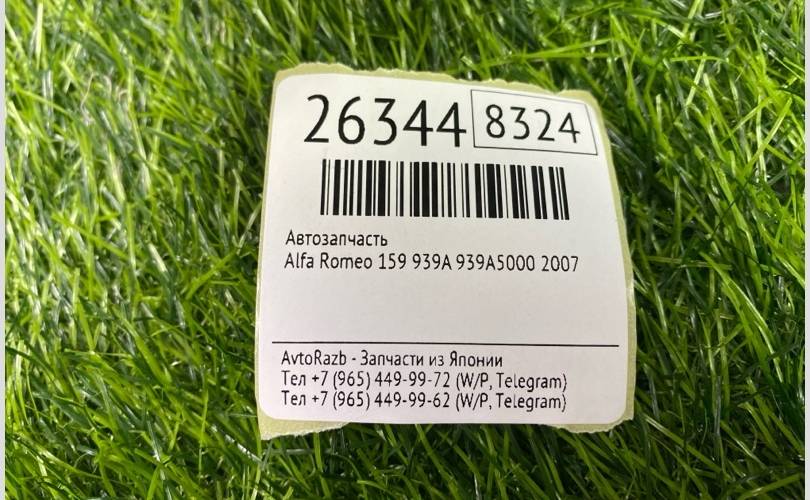 26344 8324
Автозапчасть
Alfa Romeo 159 939A 939A5000 2007
AvtoRazb - Запчасти из Японии
Тел +7 (965) 449-99-72 (W/P, Telegram)
Тел +7 (965) 449-99-62 (W/P, Telegram)